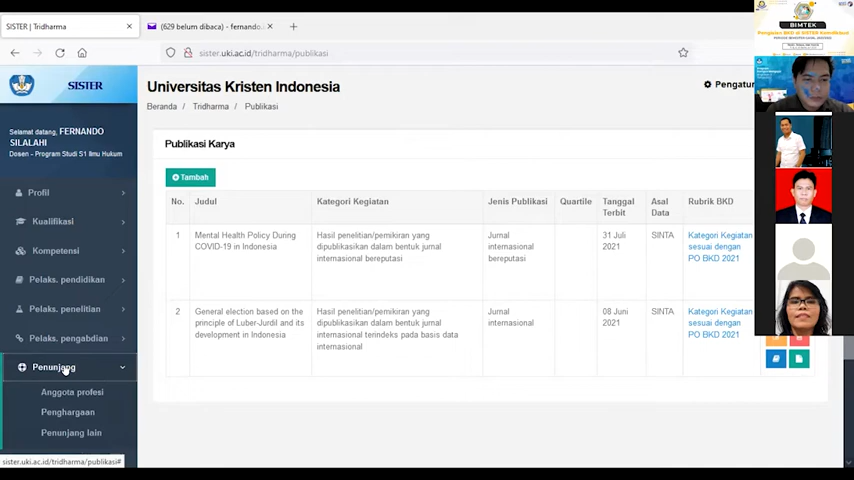 SISTER | Tridharma
(629 belum dibaca) - fernando.
sister.uki.ac.id/tridharma/publikasi
SISTER
Selamat datang, FERNANDO
SILALAHI
Dosen - Program Studi S1 Ilmu Hukum
Profil
Kualifikasi
Kompetensi
Pelaks. pendidikan
Pelaks. penelitian
Pelaks. pengabdian
Penunjang
Anggota profesi
Penghargaan
Penunjang lain
sister.uki.ac.id/tridharma/publikasi#
Universitas Kristen Indonesia
Pengatur
Beranda / Tridharma / Publikasi
Publikasi Karya
Tambah
No. Judul Kategori Kegiatan Jenis Publikasi Quartile Tanggal Terbit Asal Data Rubrik BKD
1 Mental Health Policy During COVID-19 in Indonesia Hasil penelitian/pemikiran yang dipublikasikan dalam bentuk jurnal internasional bereputasi Jurnal internasional bereputasi 31 Juli 2021 SINTA Kategori Kegiatan sesuai dengan PO BKD 2021
2 General election based on the principle of Luber-Jurdil and its development in Indonesia Hasil penelitian/pemikiran yang dipublikasikan dalam bentuk jurnal internasional terindeks pada basis data internasional Jurnal internasional 08 Juni 2021 SINTA Kategori Kegiatan sesuai dengan PO BKD 2021
BIMTEK